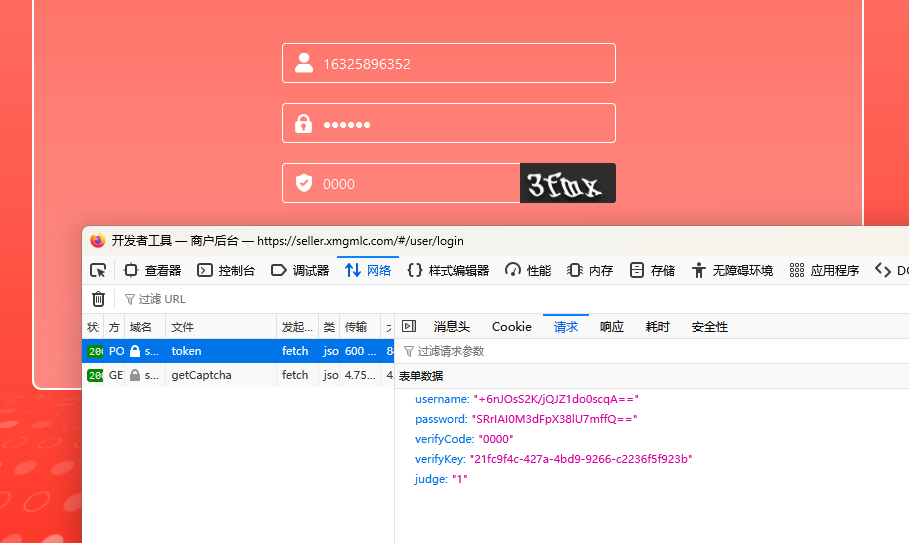 16325896352
••••••
0000
3fmx
开发者工具 — 商户后台 — https://seller.xmgmlc.com/#/user/login
查看器 控制台 调试器 网络 样式编辑器 性能 内存 存储 无障碍环境 应用程序 DO
过滤 URL
状 方 域名 文件 发起... 类 传输 大
消息头 Cookie 请求 响应 耗时 安全性
200 PO s... token fetch jso 600 ... 84
过滤请求参数
200 GE s... getCaptcha fetch jso 4.75... 4.
表单数据
username: "+6nJOsS2K/jQJZ1do0scqA=="
password: "SRrIAI0M3dFpX38lU7mffQ=="
verifyCode: "0000"
verifyKey: "21fc9f4c-427a-4bd9-9266-c2236f5f923b"
judge: "1"